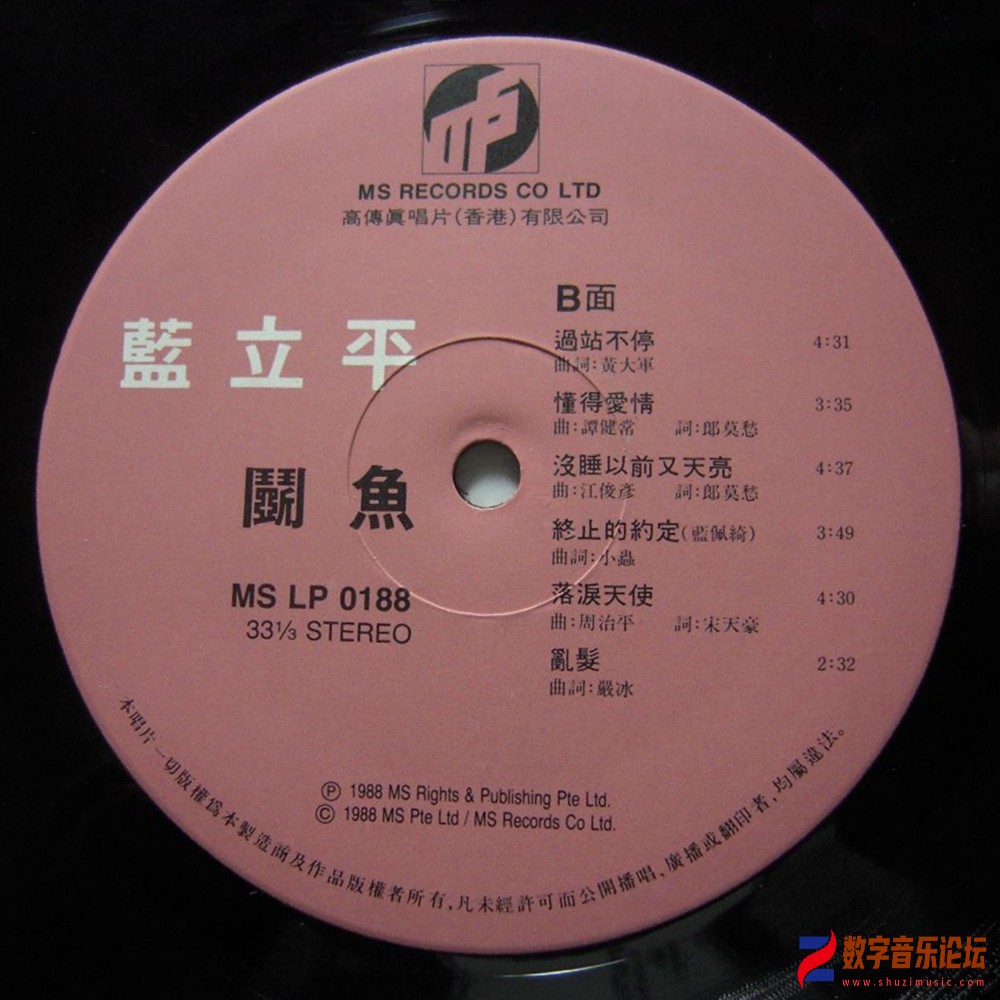 MS RECORDS CO LTD
高傳眞唱片(香港)有限公司
藍立平
鬭魚
MS LP 0188
33⅓ STEREO
B面
過站不停 4:31
曲詞:黃大軍
懂得愛情 3:35
曲:譚健常 詞:郎莫愁
沒睡以前又天亮 4:37
曲:江俊彥 詞:郎莫愁
終止的約定(藍佩綺) 3:49
曲詞:小蟲
落淚天使 4:30
曲:周治平 詞:宋天豪
亂髮 2:32
曲詞:嚴冰
Ⓟ 1988 MS Rights & Publishing Pte Ltd.
© 1988 MS Pte Ltd / MS Records Co Ltd.
本唱片一切版權爲本製造商及作品版權者所有,凡未經許可而公開播唱、廣播或翻印者,均屬違法。
数字音乐论坛
www.shuzimusic.com